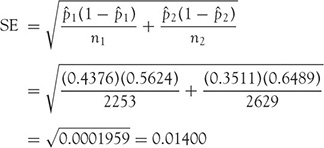 SE = √( p̂₁(1 − p̂₁)/n₁ + p̂₂(1 − p̂₂)/n₂ )
= √( (0.4376)(0.5624)/2253 + (0.3511)(0.6489)/2629 )
= √0.0001959 = 0.01400